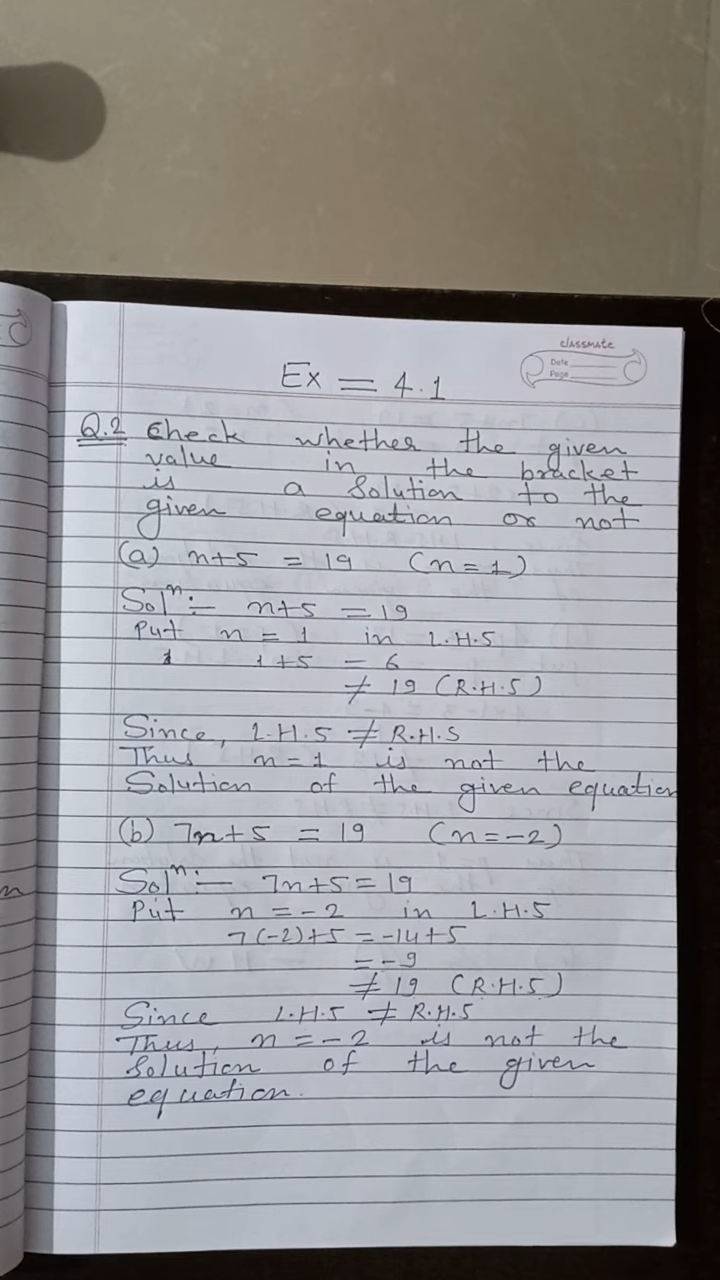 classmate
Date
Page
Ex = 4.1
Q.2 Check whether the given
value in the bracket
is a Solution to the
given equation or not
(a) n+5 = 19 (n=1)
Solⁿ:- n+5 = 19
Put n = 1 in L.H.S
1+5 = 6
≠ 19 (R.H.S)
Since, L.H.S ≠ R.H.S
Thus n=1 is not the
Solution of the given equation
(b) 7n+5 = 19 (n=-2)
Solⁿ:- 7n+5=19
Put n = -2 in L.H.S
7(-2)+5 = -14+5
= -9
≠ 19 (R.H.S)
Since L.H.S ≠ R.H.S
Thus, n = -2 is not the
Solution of the given
equation.